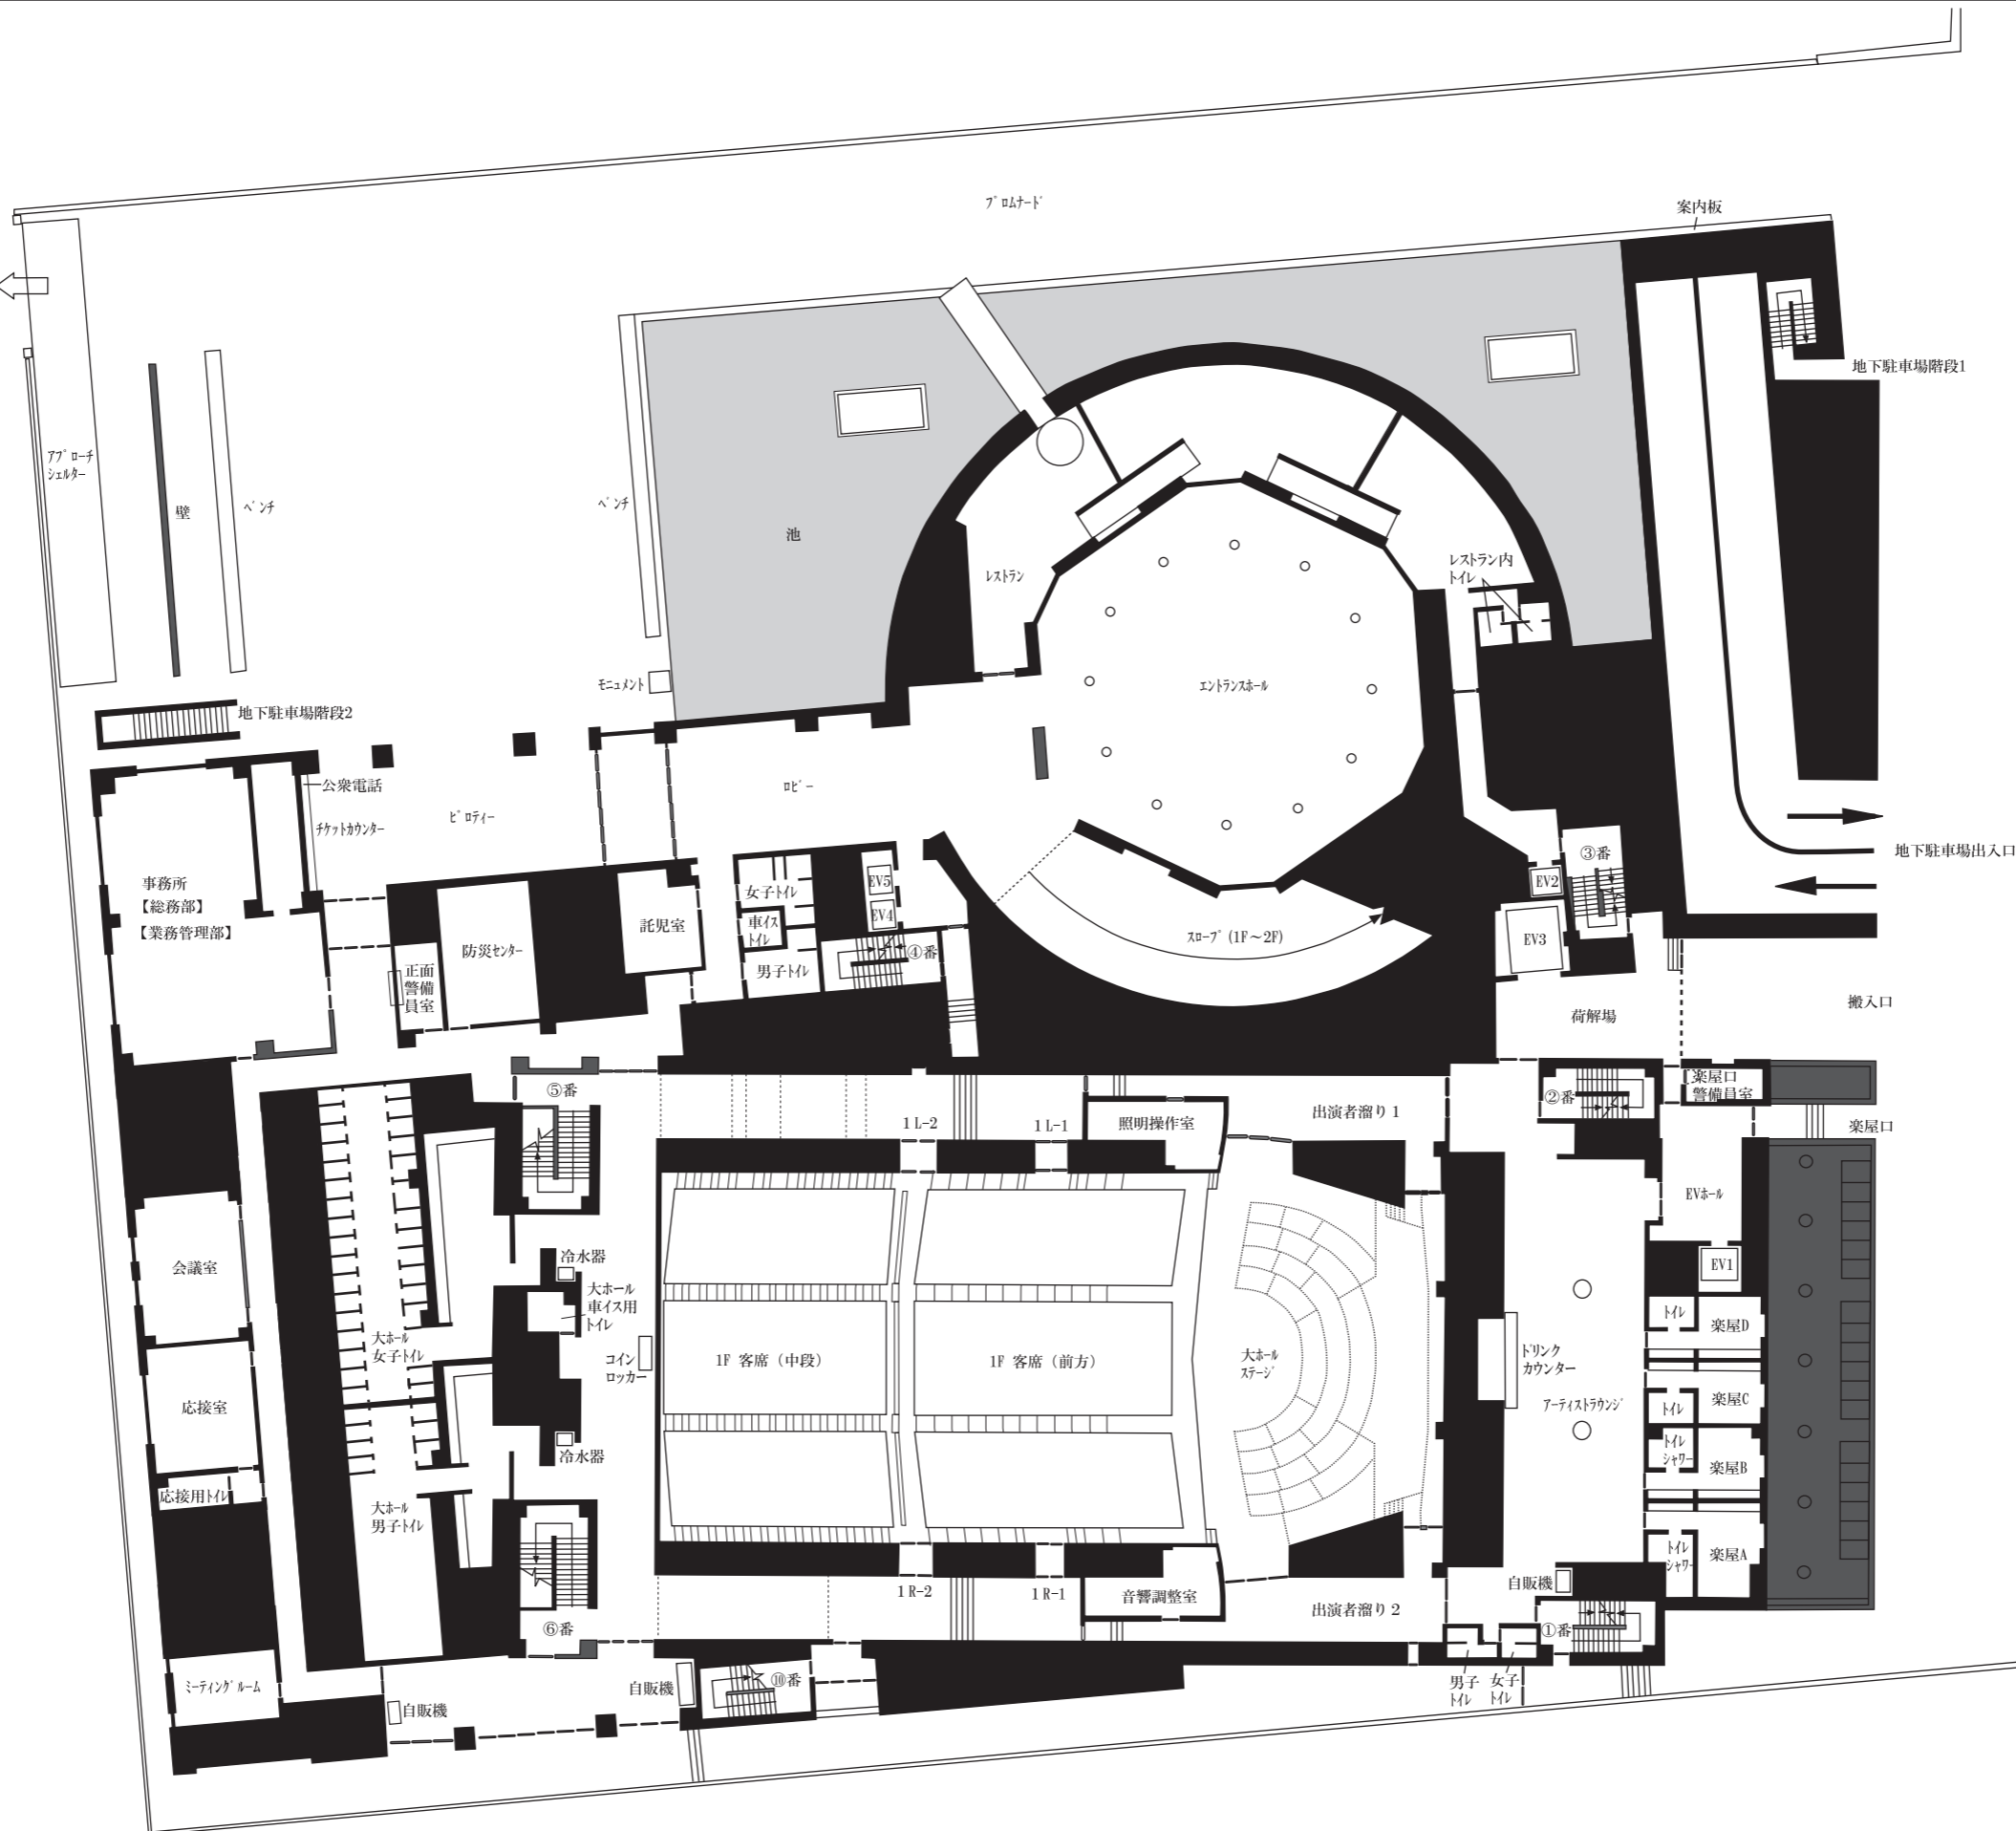 プロムナード
案内板
地下駐車場階段1
アプローチ
シェルター
壁
ベンチ
ベンチ
池
レストラン
レストラン内
トイレ
モニュメント
エントランスホール
地下駐車場階段2
公衆電話
チケットカウンター
ピロティー
ロビー
地下駐車場出入口
事務所
【総務部】
【業務管理部】
防災センター
正面
警備
員室
託児室
女子トイレ
車イス
トイレ
男子トイレ
EV5
EV4
④番
スロープ(1F～2F)
EV2
③番
EV3
荷解場
搬入口
⑤番
1L-2
1L-1
照明操作室
出演者溜り1
②番
楽屋口
警備員室
楽屋口
EVホール
EV1
会議室
冷水器
大ホール
車イス用
トイレ
大ホール
女子トイレ
コイン
ロッカー
1F 客席（中段）
1F 客席（前方）
大ホール
ステージ
ドリンク
カウンター
アーティストラウンジ
トイレ
楽屋D
トイレ
楽屋C
トイレ
シャワー
楽屋B
トイレ
シャワー
楽屋A
応接室
冷水器
応接用トイレ
大ホール
男子トイレ
1R-2
1R-1
音響調整室
出演者溜り2
自販機
①番
男子
トイレ
女子
トイレ
⑥番
ミーティングルーム
自販機
自販機
⑩番